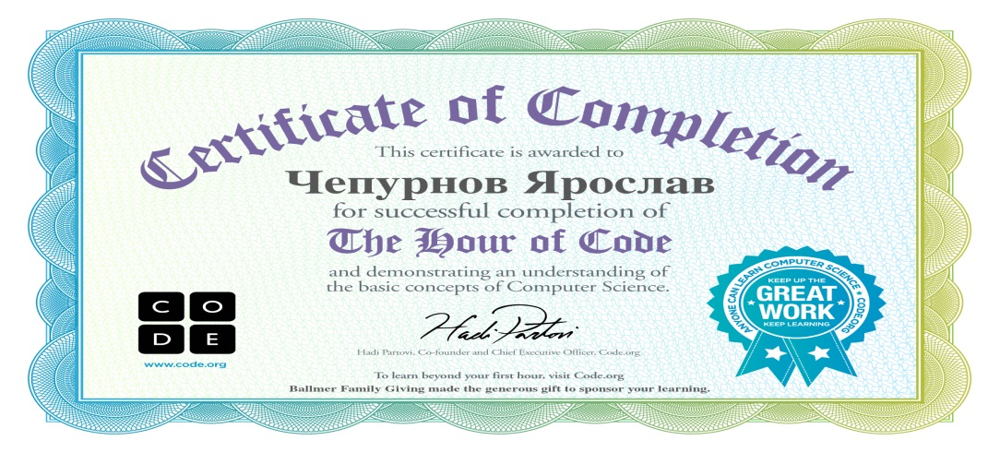 Certificate of Completion
This certificate is awarded to
Чепурнов Ярослав
for successful completion of
The Hour of Code
and demonstrating an understanding of
the basic concepts of Computer Science.
C O
D E
www.code.org
Hadi Partovi
Hadi Partovi, Co-founder and Chief Executive Officer, Code.org
To learn beyond your first hour, visit Code.org
Ballmer Family Giving made the generous gift to sponsor your learning.
ANYONE CAN LEARN COMPUTER SCIENCE * CODE.ORG
KEEP UP THE
GREAT
WORK
KEEP LEARNING